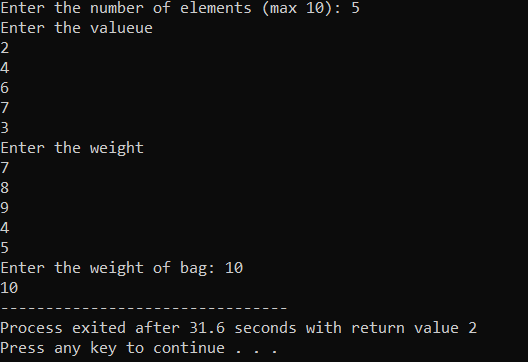 Enter the number of elements (max 10): 5
Enter the valueue
2
4
6
7
3
Enter the weight
7
8
9
4
5
Enter the weight of bag: 10
10
--------------------------------
Process exited after 31.6 seconds with return value 2
Press any key to continue . . .